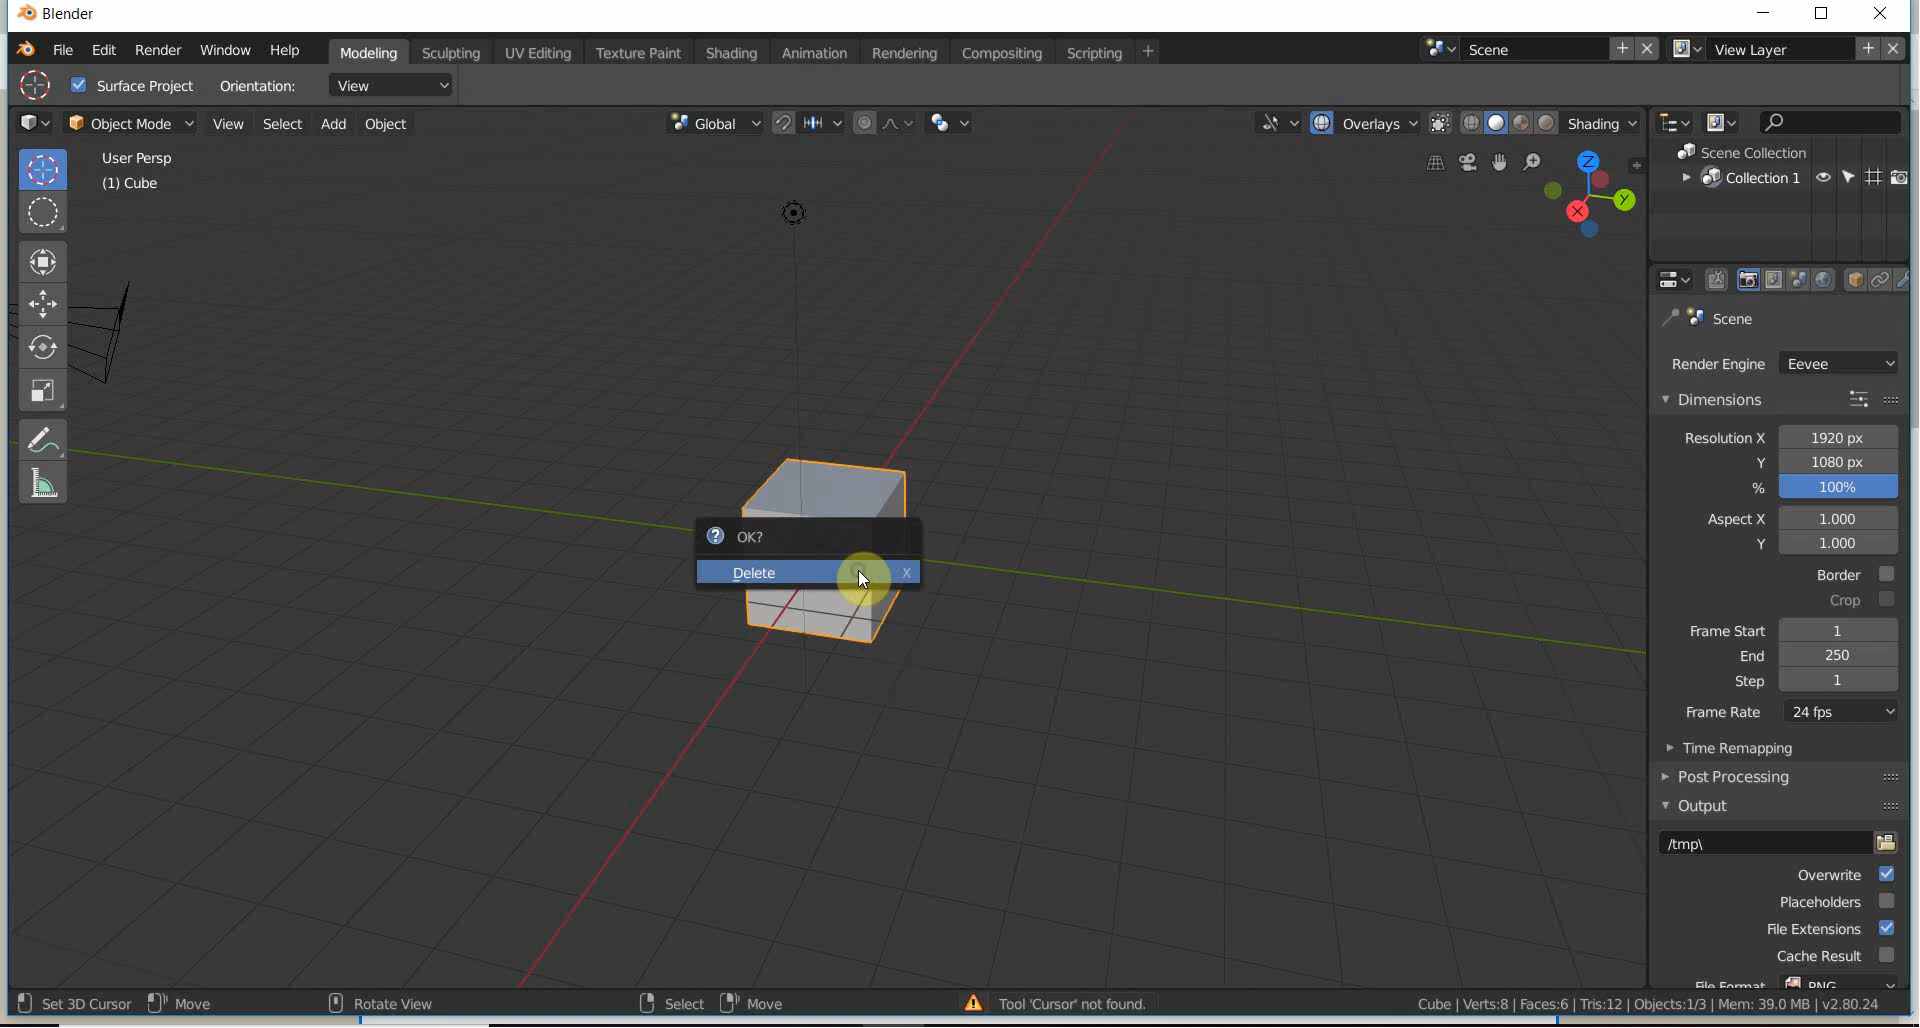 Blender
File Edit Render Window Help Modeling Sculpting UV Editing Texture Paint Shading Animation Rendering Compositing Scripting + Scene View Layer
Surface Project Orientation: View
Object Mode View Select Add Object Global Overlays Shading
User Persp
(1) Cube
Z
Y
X
Scene Collection
Collection 1
Scene
Render Engine Eevee
Dimensions
Resolution X 1920 px
Y 1080 px
% 100%
Aspect X 1.000
Y 1.000
Border
Crop
Frame Start 1
End 250
Step 1
Frame Rate 24 fps
Time Remapping
Post Processing
Output
/tmp\
Overwrite
Placeholders
File Extensions
Cache Result
File Format PNG
? OK?
Delete X
Set 3D Cursor Move Rotate View Select Move Tool 'Cursor' not found. Cube | Verts:8 | Faces:6 | Tris:12 | Objects:1/3 | Mem: 39.0 MB | v2.80.24